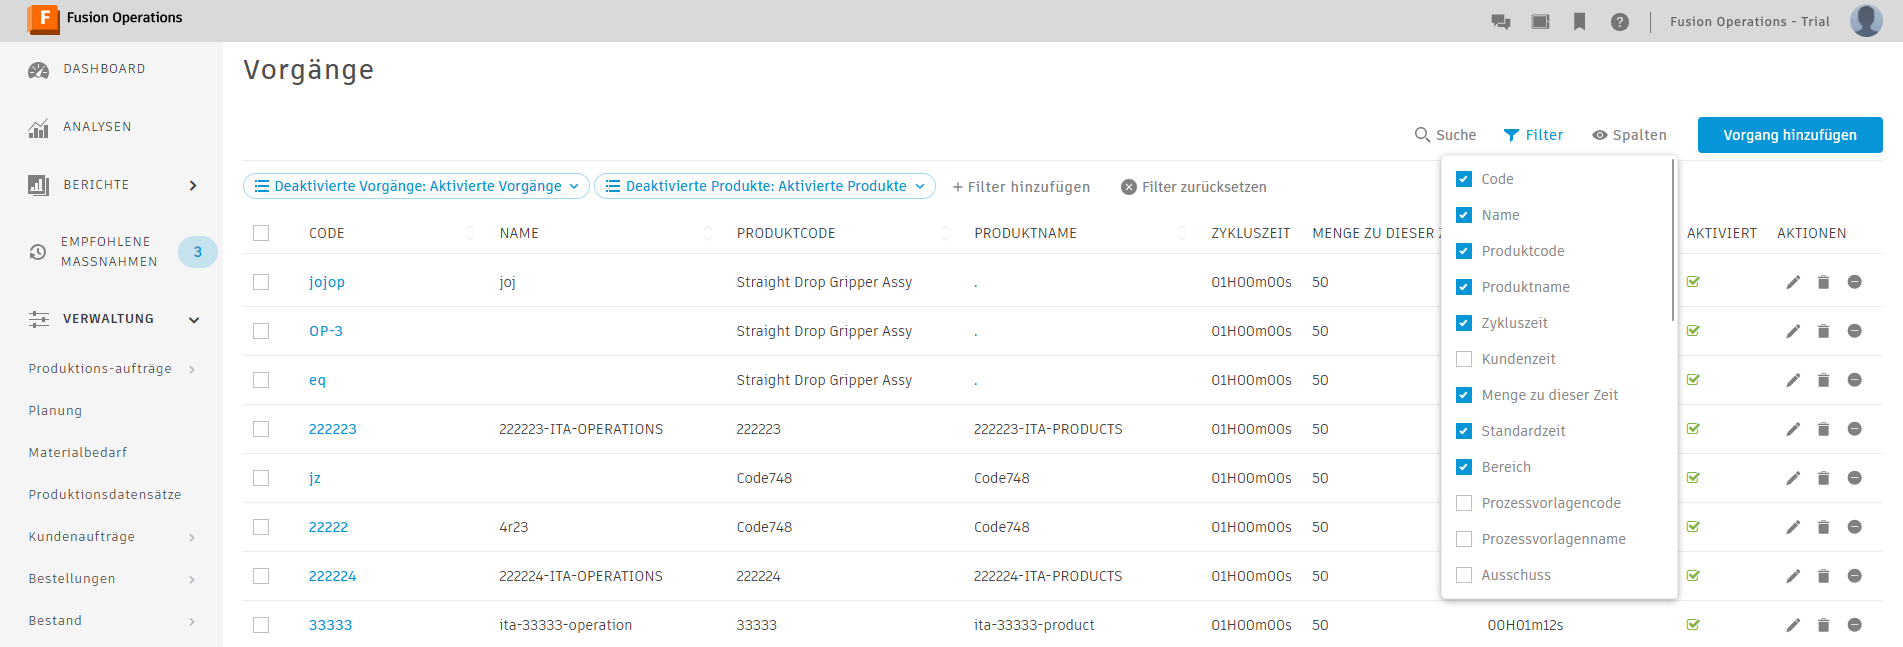 F Fusion Operations
? Fusion Operations - Trial
DASHBOARD
ANALYSEN
BERICHTE
EMPFOHLENE
MASSNAHMEN
3
VERWALTUNG
Produktions-aufträge
Planung
Materialbedarf
Produktionsdatensätze
Kundenaufträge
Bestellungen
Bestand
Vorgänge
Suche Filter Spalten Vorgang hinzufügen
Deaktivierte Vorgänge: Aktivierte Vorgänge Deaktivierte Produkte: Aktivierte Produkte + Filter hinzufügen Filter zurücksetzen
CODE NAME PRODUKTCODE PRODUKTNAME ZYKLUSZEIT MENGE ZU DIESER AKTIVIERT AKTIONEN
jojop joj Straight Drop Gripper Assy . 01H00m00s 50
OP-3 Straight Drop Gripper Assy . 01H00m00s 50
eq Straight Drop Gripper Assy . 01H00m00s 50
222223 222223-ITA-OPERATIONS 222223 222223-ITA-PRODUCTS 01H00m00s 50
jz Code748 Code748 01H00m00s 50
22222 4r23 Code748 Code748 01H00m00s 50
222224 222224-ITA-OPERATIONS 222224 222224-ITA-PRODUCTS 01H00m00s 50
33333 ita-33333-operation 33333 ita-33333-product 01H00m00s 50 00H01m12s
Code
Name
Produktcode
Produktname
Zykluszeit
Kundenzeit
Menge zu dieser Zeit
Standardzeit
Bereich
Prozessvorlagencode
Prozessvorlagenname
Ausschuss